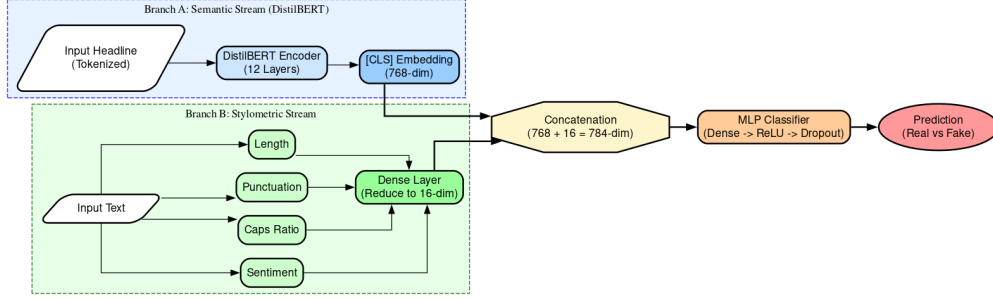 Branch A: Semantic Stream (DistilBERT)
Input Headline
(Tokenized)
DistilBERT Encoder
(12 Layers)
[CLS] Embedding
(768-dim)
Branch B: Stylometric Stream
Input Text
Length
Punctuation
Caps Ratio
Sentiment
Dense Layer
(Reduce to 16-dim)
Concatenation
(768 + 16 = 784-dim)
MLP Classifier
(Dense -> ReLU -> Dropout)
Prediction
(Real vs Fake)